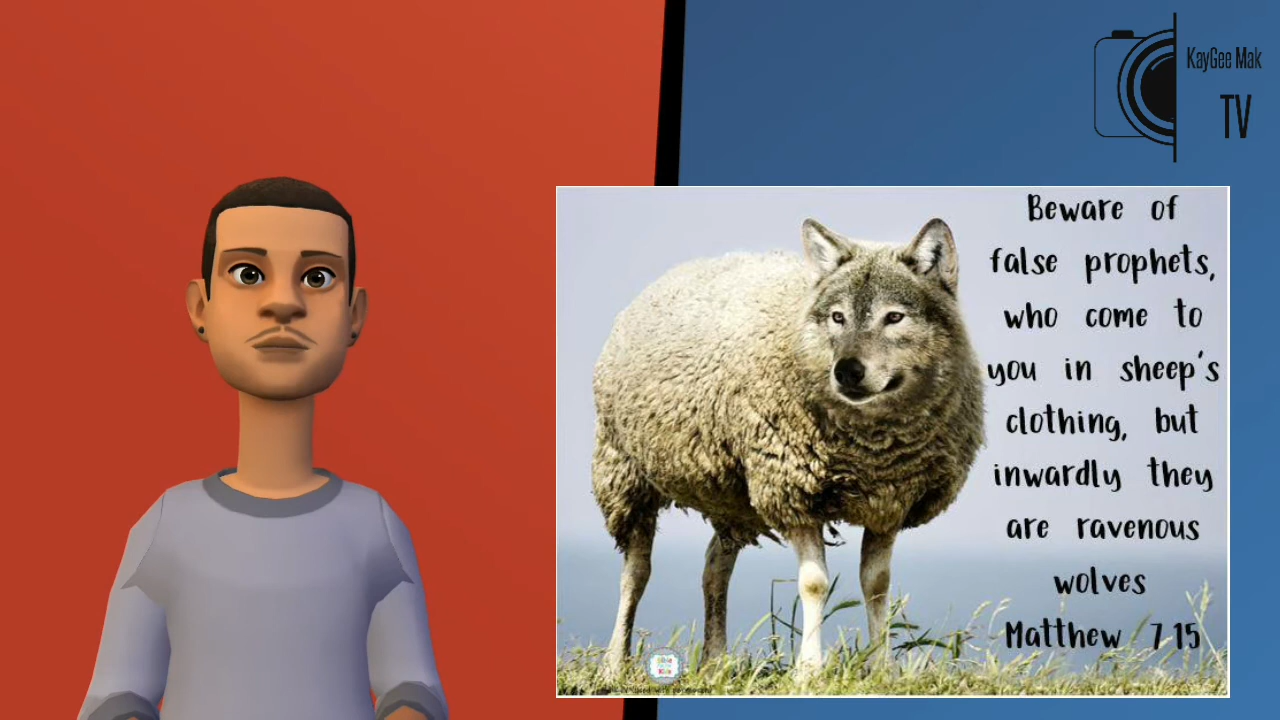 KayGee Mak
TV
Beware of
false prophets,
who come to
you in sheep's
clothing, but
inwardly they
are ravenous
wolves
Matthew 7:15